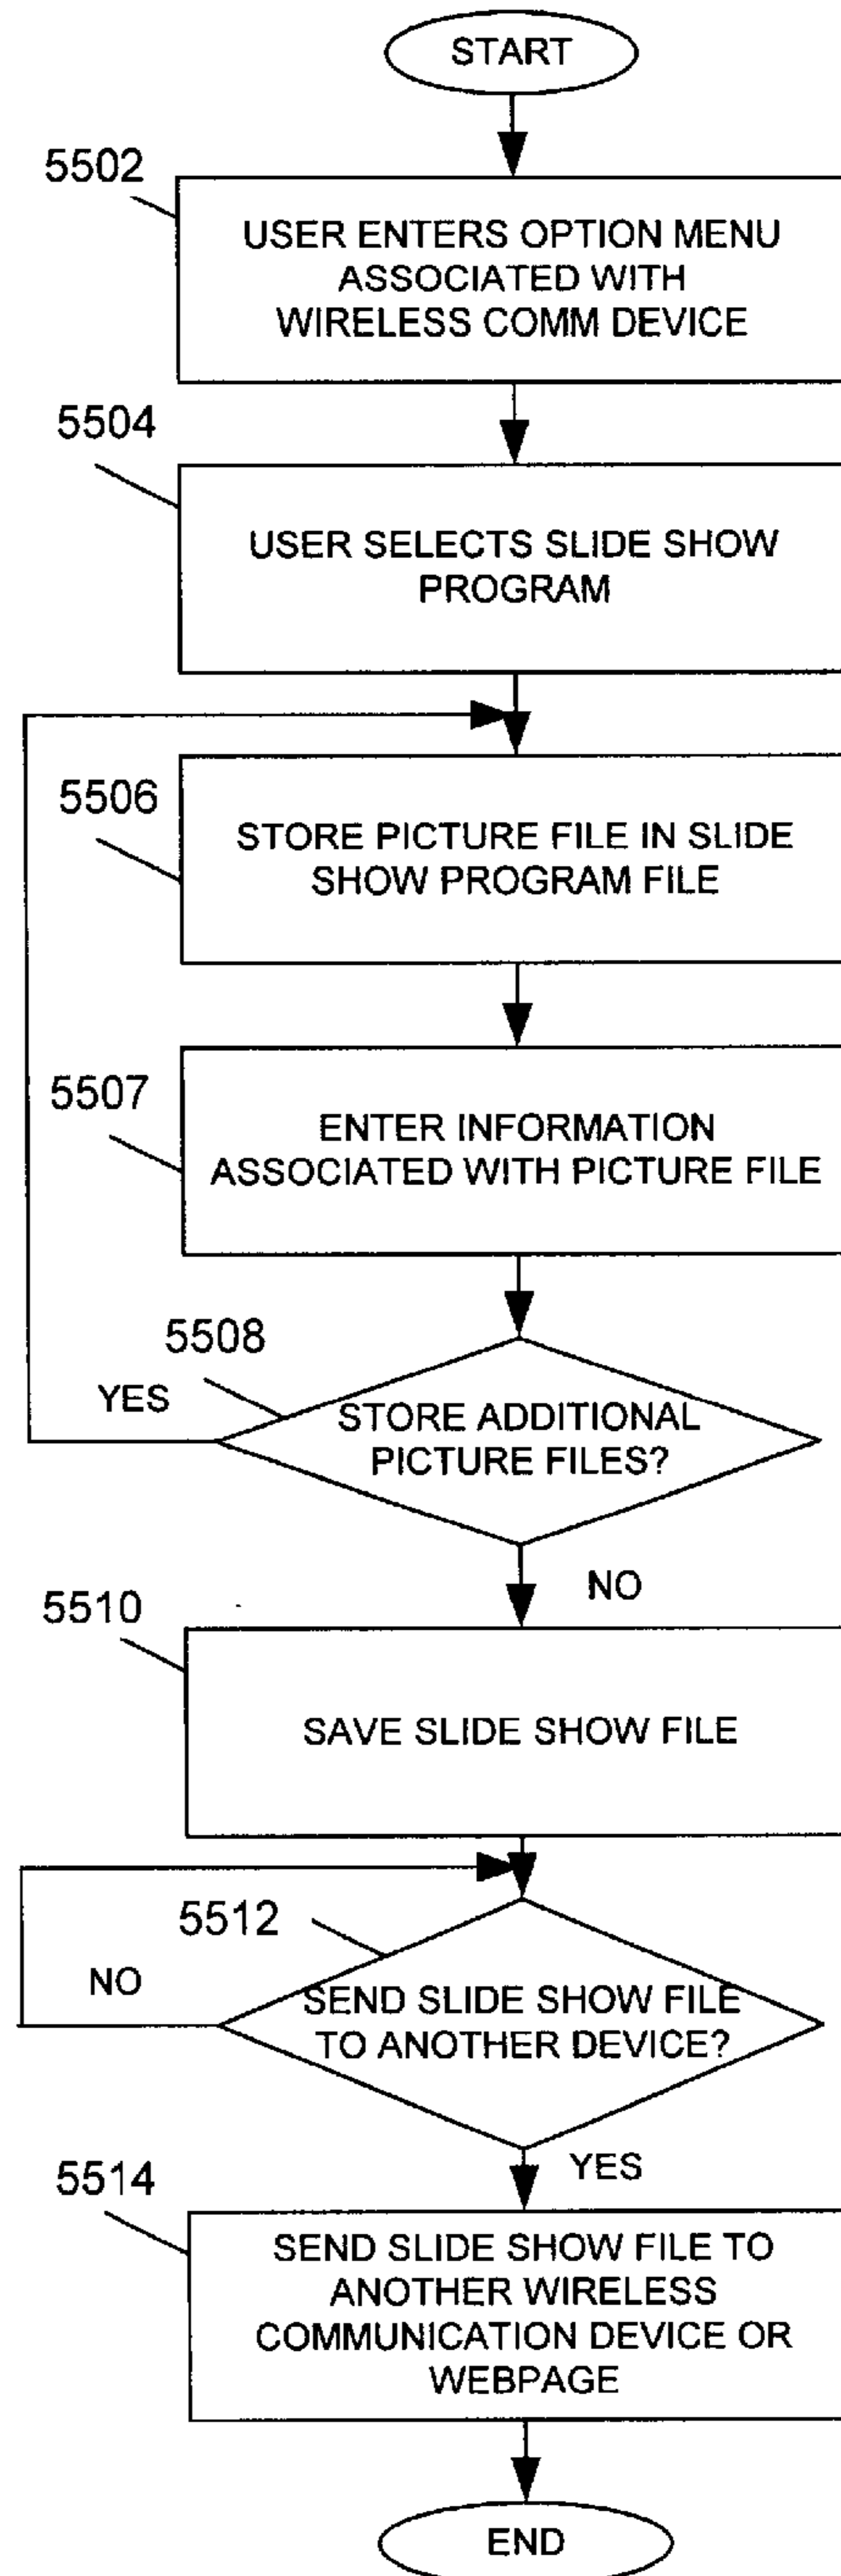 START
5502
USER ENTERS OPTION MENU
ASSOCIATED WITH
WIRELESS COMM DEVICE
5504
USER SELECTS SLIDE SHOW
PROGRAM
5506
STORE PICTURE FILE IN SLIDE
SHOW PROGRAM FILE
5507
ENTER INFORMATION
ASSOCIATED WITH PICTURE FILE
5508
YES
STORE ADDITIONAL
PICTURE FILES?
NO
5510
SAVE SLIDE SHOW FILE
5512
NO
SEND SLIDE SHOW FILE
TO ANOTHER DEVICE?
YES
5514
SEND SLIDE SHOW FILE TO
ANOTHER WIRELESS
COMMUNICATION DEVICE OR
WEBPAGE
END